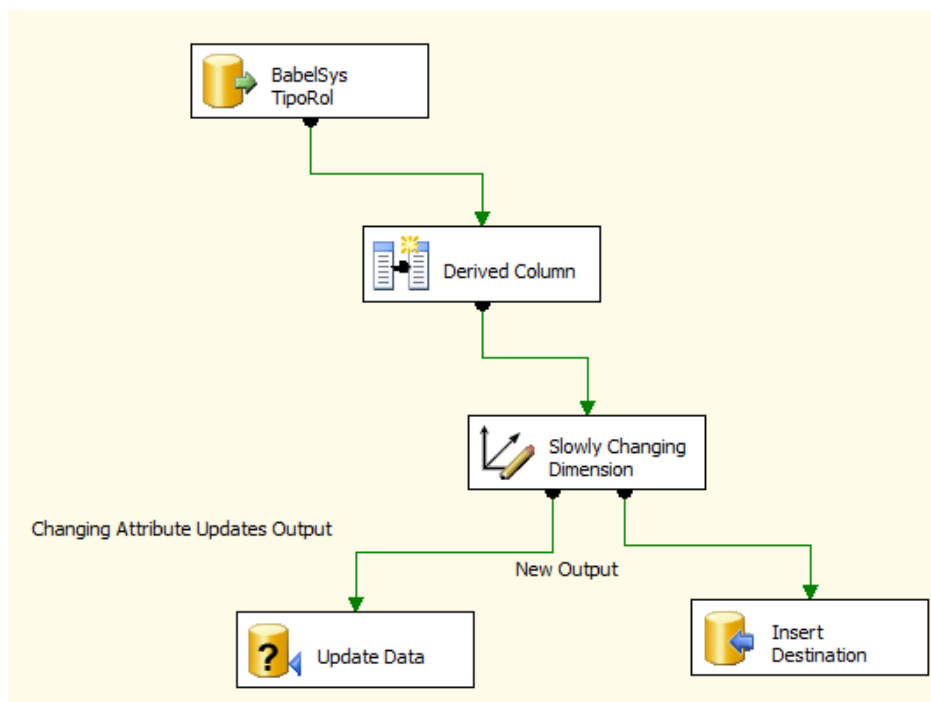 BabelSys
TipoRol
Derived Column
Slowly Changing
Dimension
Changing Attribute Updates Output
New Output
Update Data
Insert
Destination